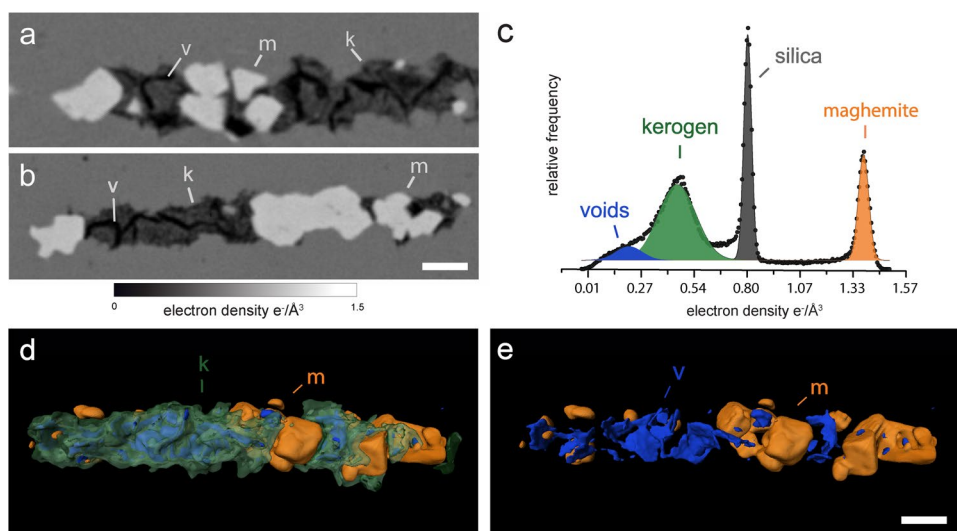 a
v
m
k
b
v
k
m
0
1.5
electron density e⁻/Å³
c
relative frequency
silica
maghemite
kerogen
voids
0.01 0.27 0.54 0.80 1.07 1.33 1.57
electron density e⁻/Å³
d
k
m
e
v
m